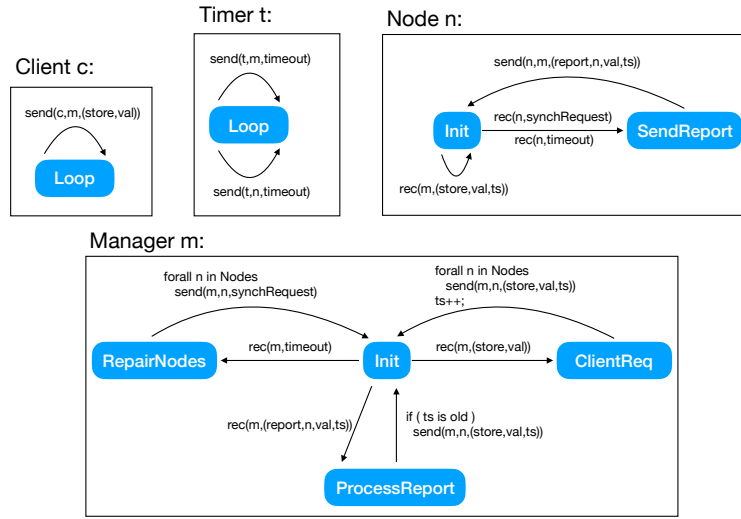 Client c:
send(c,m,(store,val))
Loop
Timer t:
send(t,m,timeout)
Loop
send(t,n,timeout)
Node n:
send(n,m,(report,n,val,ts))
Init
rec(n,synchRequest)
rec(n,timeout)
SendReport
rec(m,(store,val,ts))
Manager m:
forall n in Nodes
send(m,n,synchRequest)
forall n in Nodes
send(m,n,(store,val,ts))
ts++;
RepairNodes
rec(m,timeout)
Init
rec(m,(store,val))
ClientReq
rec(m,(report,n,val,ts))
if ( ts is old )
send(m,n,(store,val,ts))
ProcessReport